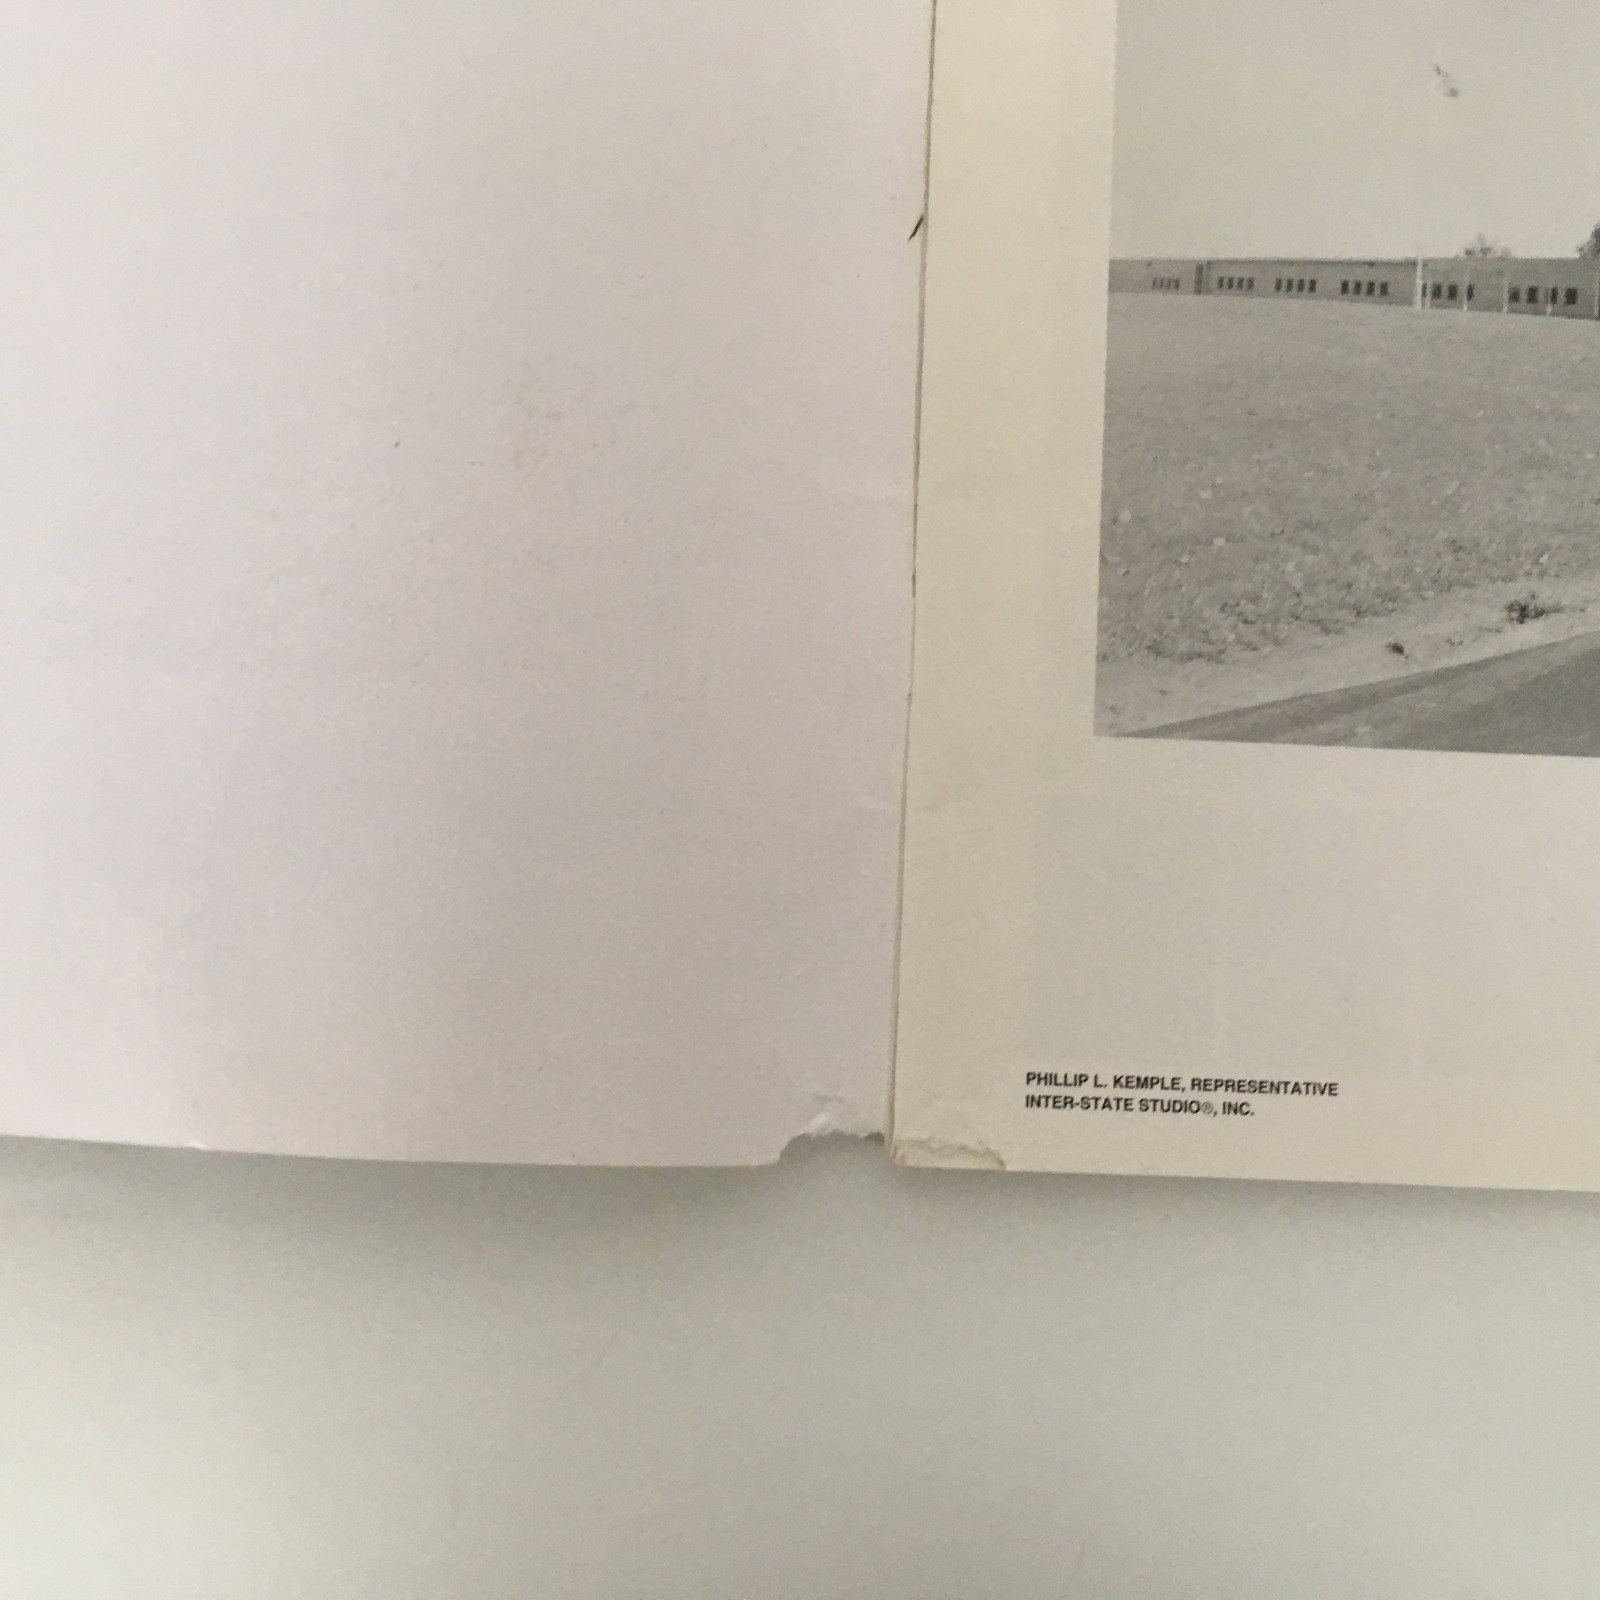 PHILLIP L. KEMPLE, REPRESENTATIVE
INTER-STATE STUDIO®, INC.